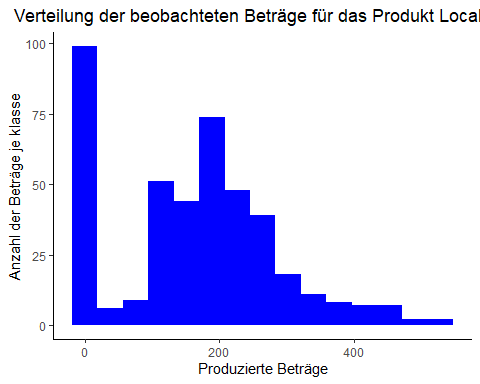 Verteilung der beobachteten Beträge für das Produkt Local
100
75
50
25
0
Anzahl der Beträge je klasse
0 200 400
Produzierte Beträge